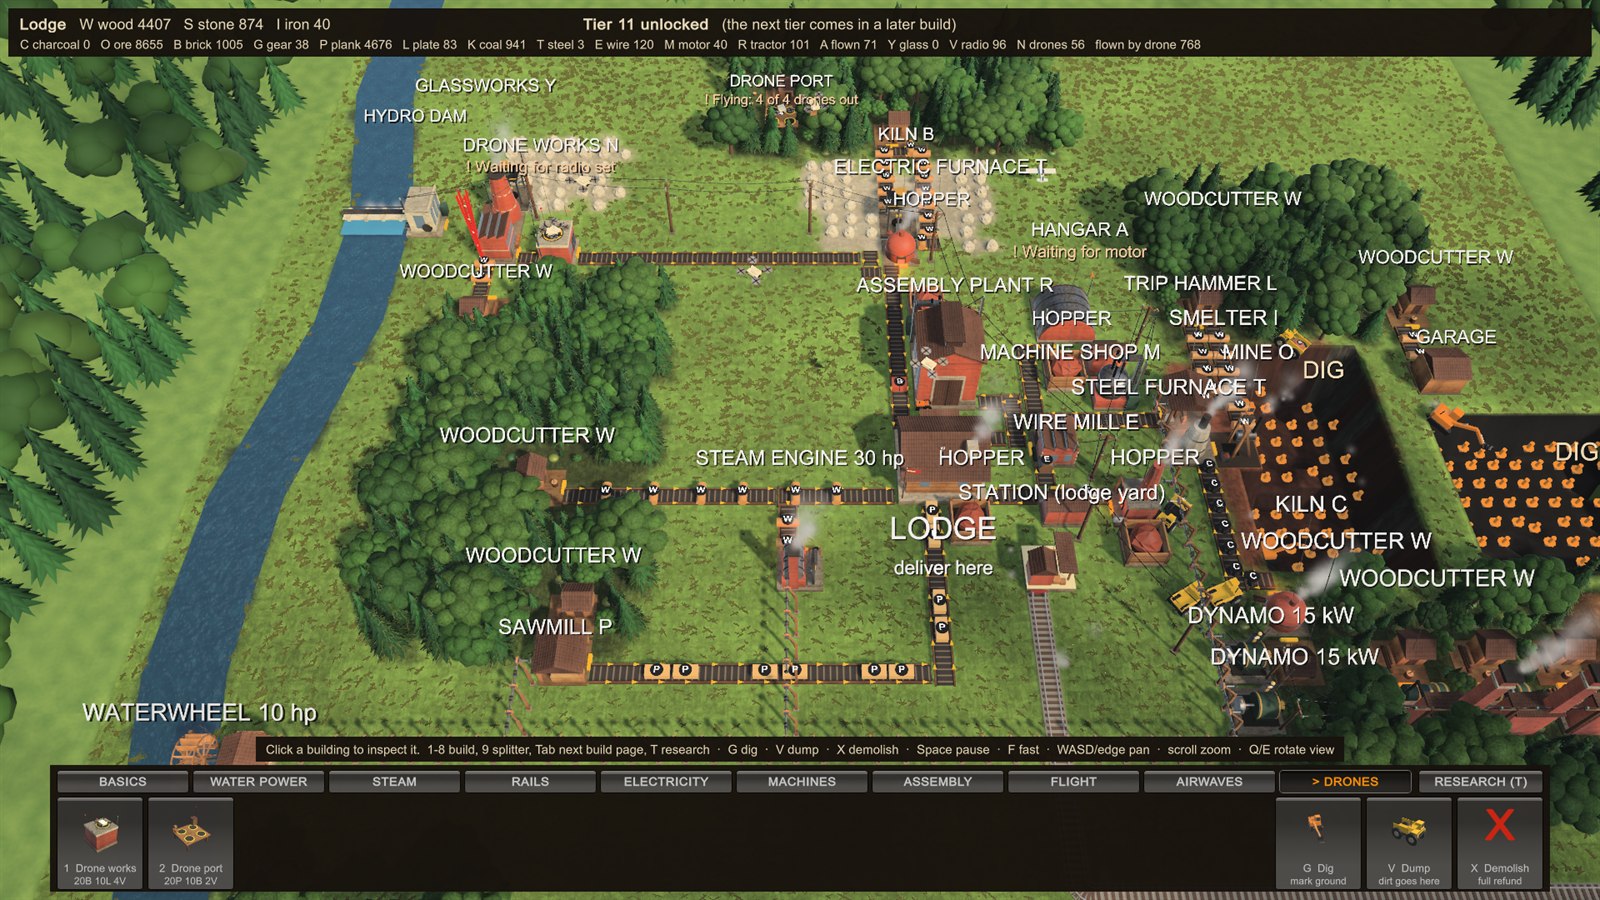 Lodge W wood 4407 S stone 874 I iron 40
Tier 11 unlocked (the next tier comes in a later build)
C charcoal 0 O ore 8655 B brick 1005 G gear 38 P plank 4676 L plate 83 K coal 941 T steel 3 E wire 120 M motor 40 R tractor 101 A flown 71 Y glass 0 V radio 96 N drones 56 flown by drone 768
GLASSWORKS Y
DRONE PORT
! Flying: 4 of 4 drones out
HYDRO DAM
KILN B
DRONE WORKS N
! Waiting for radio set
ELECTRIC FURNACE T
HOPPER
WOODCUTTER W
HANGAR A
! Waiting for motor
WOODCUTTER W
WOODCUTTER W
ASSEMBLY PLANT R
TRIP HAMMER L
HOPPER
SMELTER I
GARAGE
MACHINE SHOP M
MINE O
DIG
STEEL FURNACE T
WIRE MILL E
WOODCUTTER W
STEAM ENGINE 30 hp
HOPPER
HOPPER
DIG
STATION (lodge yard)
KILN C
LODGE
deliver here
WOODCUTTER W
WOODCUTTER W
WOODCUTTER W
DYNAMO 15 kW
SAWMILL P
DYNAMO 15 kW
WATERWHEEL 10 hp
Click a building to inspect it. 1-8 build, 9 splitter, Tab next build page, T research · G dig · V dump · X demolish · Space pause · F fast · WASD/edge pan · scroll zoom · Q/E rotate view
BASICS
WATER POWER
STEAM
RAILS
ELECTRICITY
MACHINES
ASSEMBLY
FLIGHT
AIRWAVES
> DRONES
RESEARCH (T)
1 Drone works
20B 10L 4V
2 Drone port
20P 10B 2V
G Dig
mark ground
V Dump
dirt goes here
X Demolish
full refund